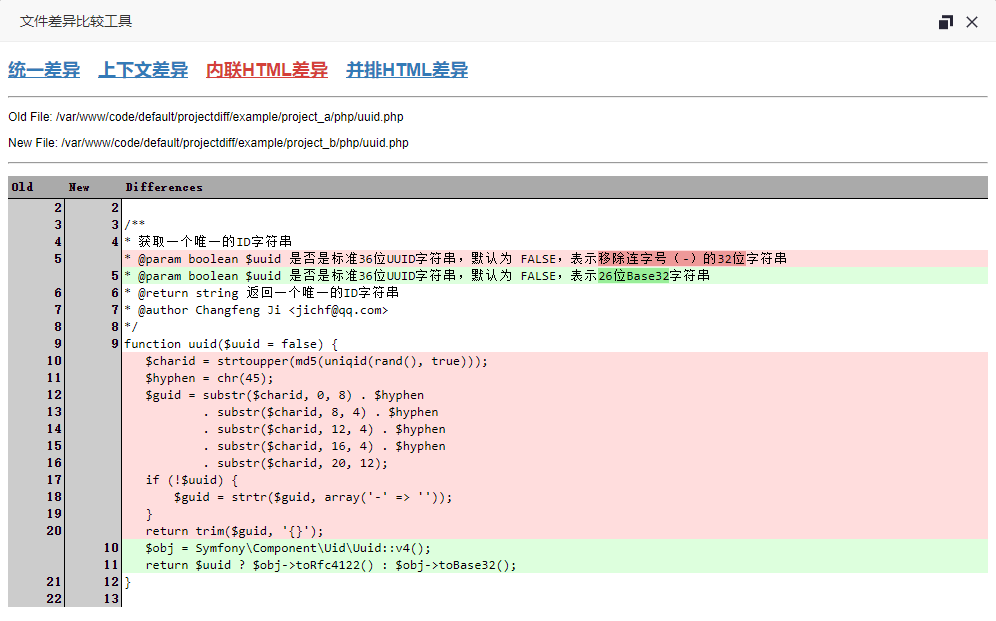 文件差异比较工具
统一差异 上下文差异 内联HTML差异 并排HTML差异
Old File: /var/www/code/default/projectdiff/example/project_a/php/uuid.php
New File: /var/www/code/default/projectdiff/example/project_b/php/uuid.php
Old New Differences
2 2
3 3 /**
4 4 * 获取一个唯一的ID字符串
5 * @param boolean $uuid 是否是标准36位UUID字符串，默认为 FALSE，表示移除连字号（-）的32位字符串
5 * @param boolean $uuid 是否是标准36位UUID字符串，默认为 FALSE，表示26位Base32字符串
6 6 * @return string 返回一个唯一的ID字符串
7 7 * @author Changfeng Ji <jichf@qq.com>
8 8 */
9 9 function uuid($uuid = false) {
10 $charid = strtoupper(md5(uniqid(rand(), true)));
11 $hyphen = chr(45);
12 $guid = substr($charid, 0, 8) . $hyphen
13 . substr($charid, 8, 4) . $hyphen
14 . substr($charid, 12, 4) . $hyphen
15 . substr($charid, 16, 4) . $hyphen
16 . substr($charid, 20, 12);
17 if (!$uuid) {
18 $guid = strtr($guid, array('-' => ''));
19 }
20 return trim($guid, '{}');
10 $obj = Symfony\Component\Uid\Uuid::v4();
11 return $uuid ? $obj->toRfc4122() : $obj->toBase32();
21 12 }
22 13